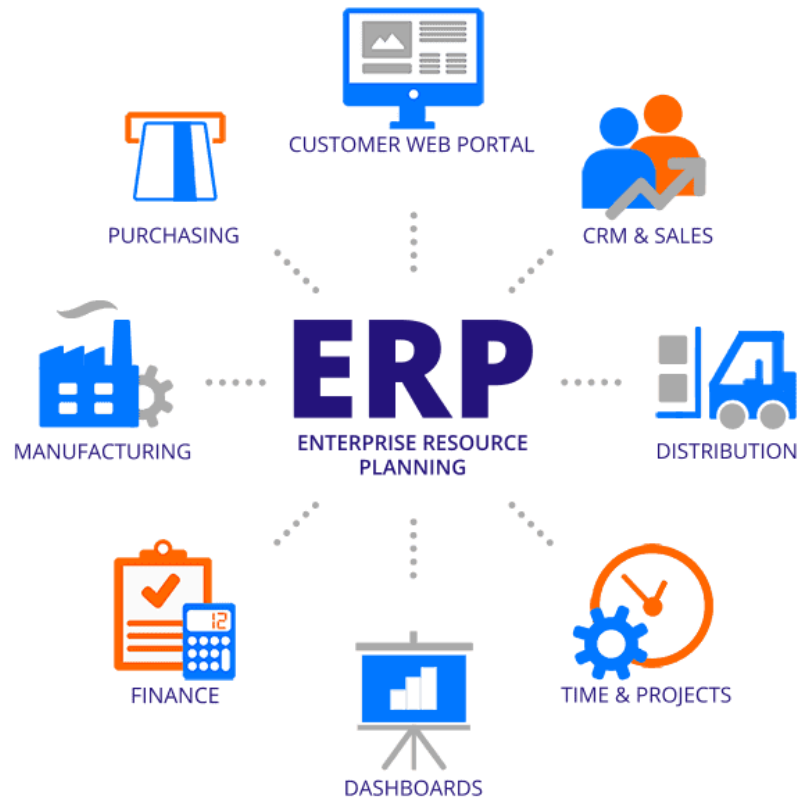 CUSTOMER WEB PORTAL
PURCHASING
CRM & SALES
ERP
ENTERPRISE RESOURCE
PLANNING
MANUFACTURING
DISTRIBUTION
12
FINANCE
TIME & PROJECTS
DASHBOARDS